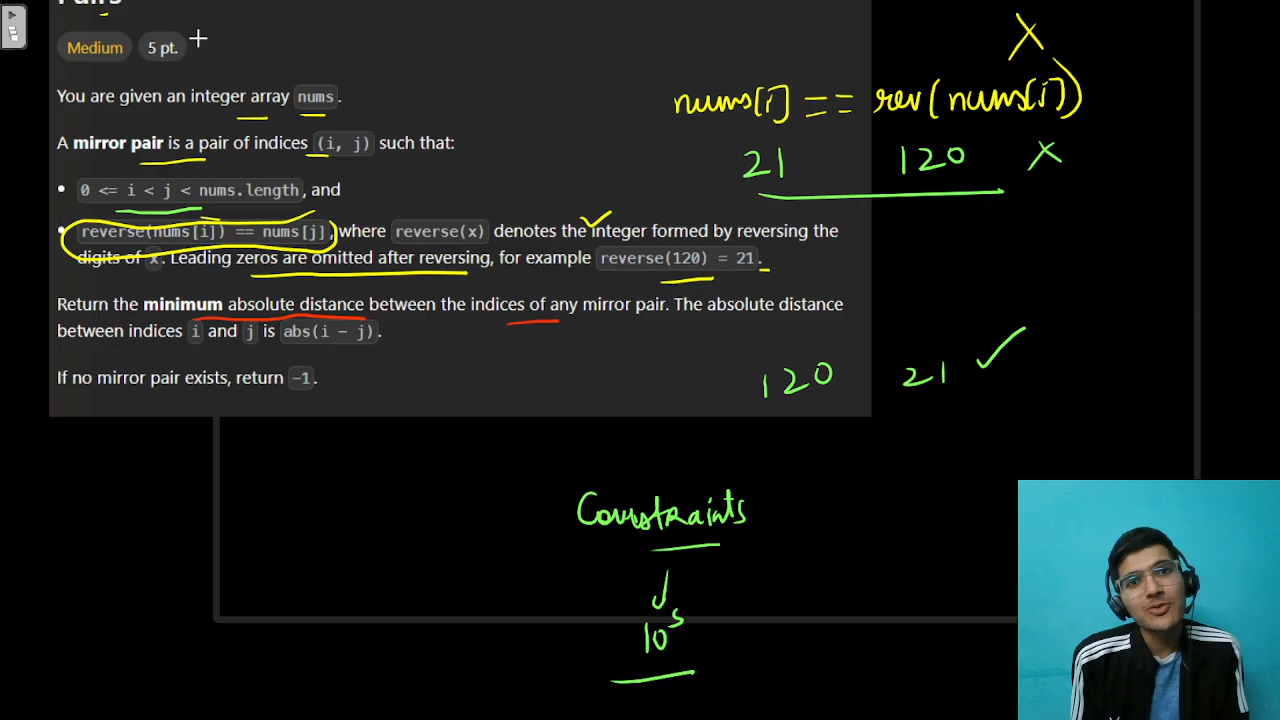 Pairs
Medium 5 pt.
You are given an integer array nums.
A mirror pair is a pair of indices (i, j) such that:
0 <= i < j < nums.length, and
reverse(nums[i]) == nums[j], where reverse(x) denotes the integer formed by reversing the
digits of x. Leading zeros are omitted after reversing, for example reverse(120) = 21.
Return the minimum absolute distance between the indices of any mirror pair. The absolute distance
between indices i and j is abs(i - j).
If no mirror pair exists, return -1.
X
nums[i] == rev(nums[j])
21 120 X
120 21 ✓
Constraints
10^5